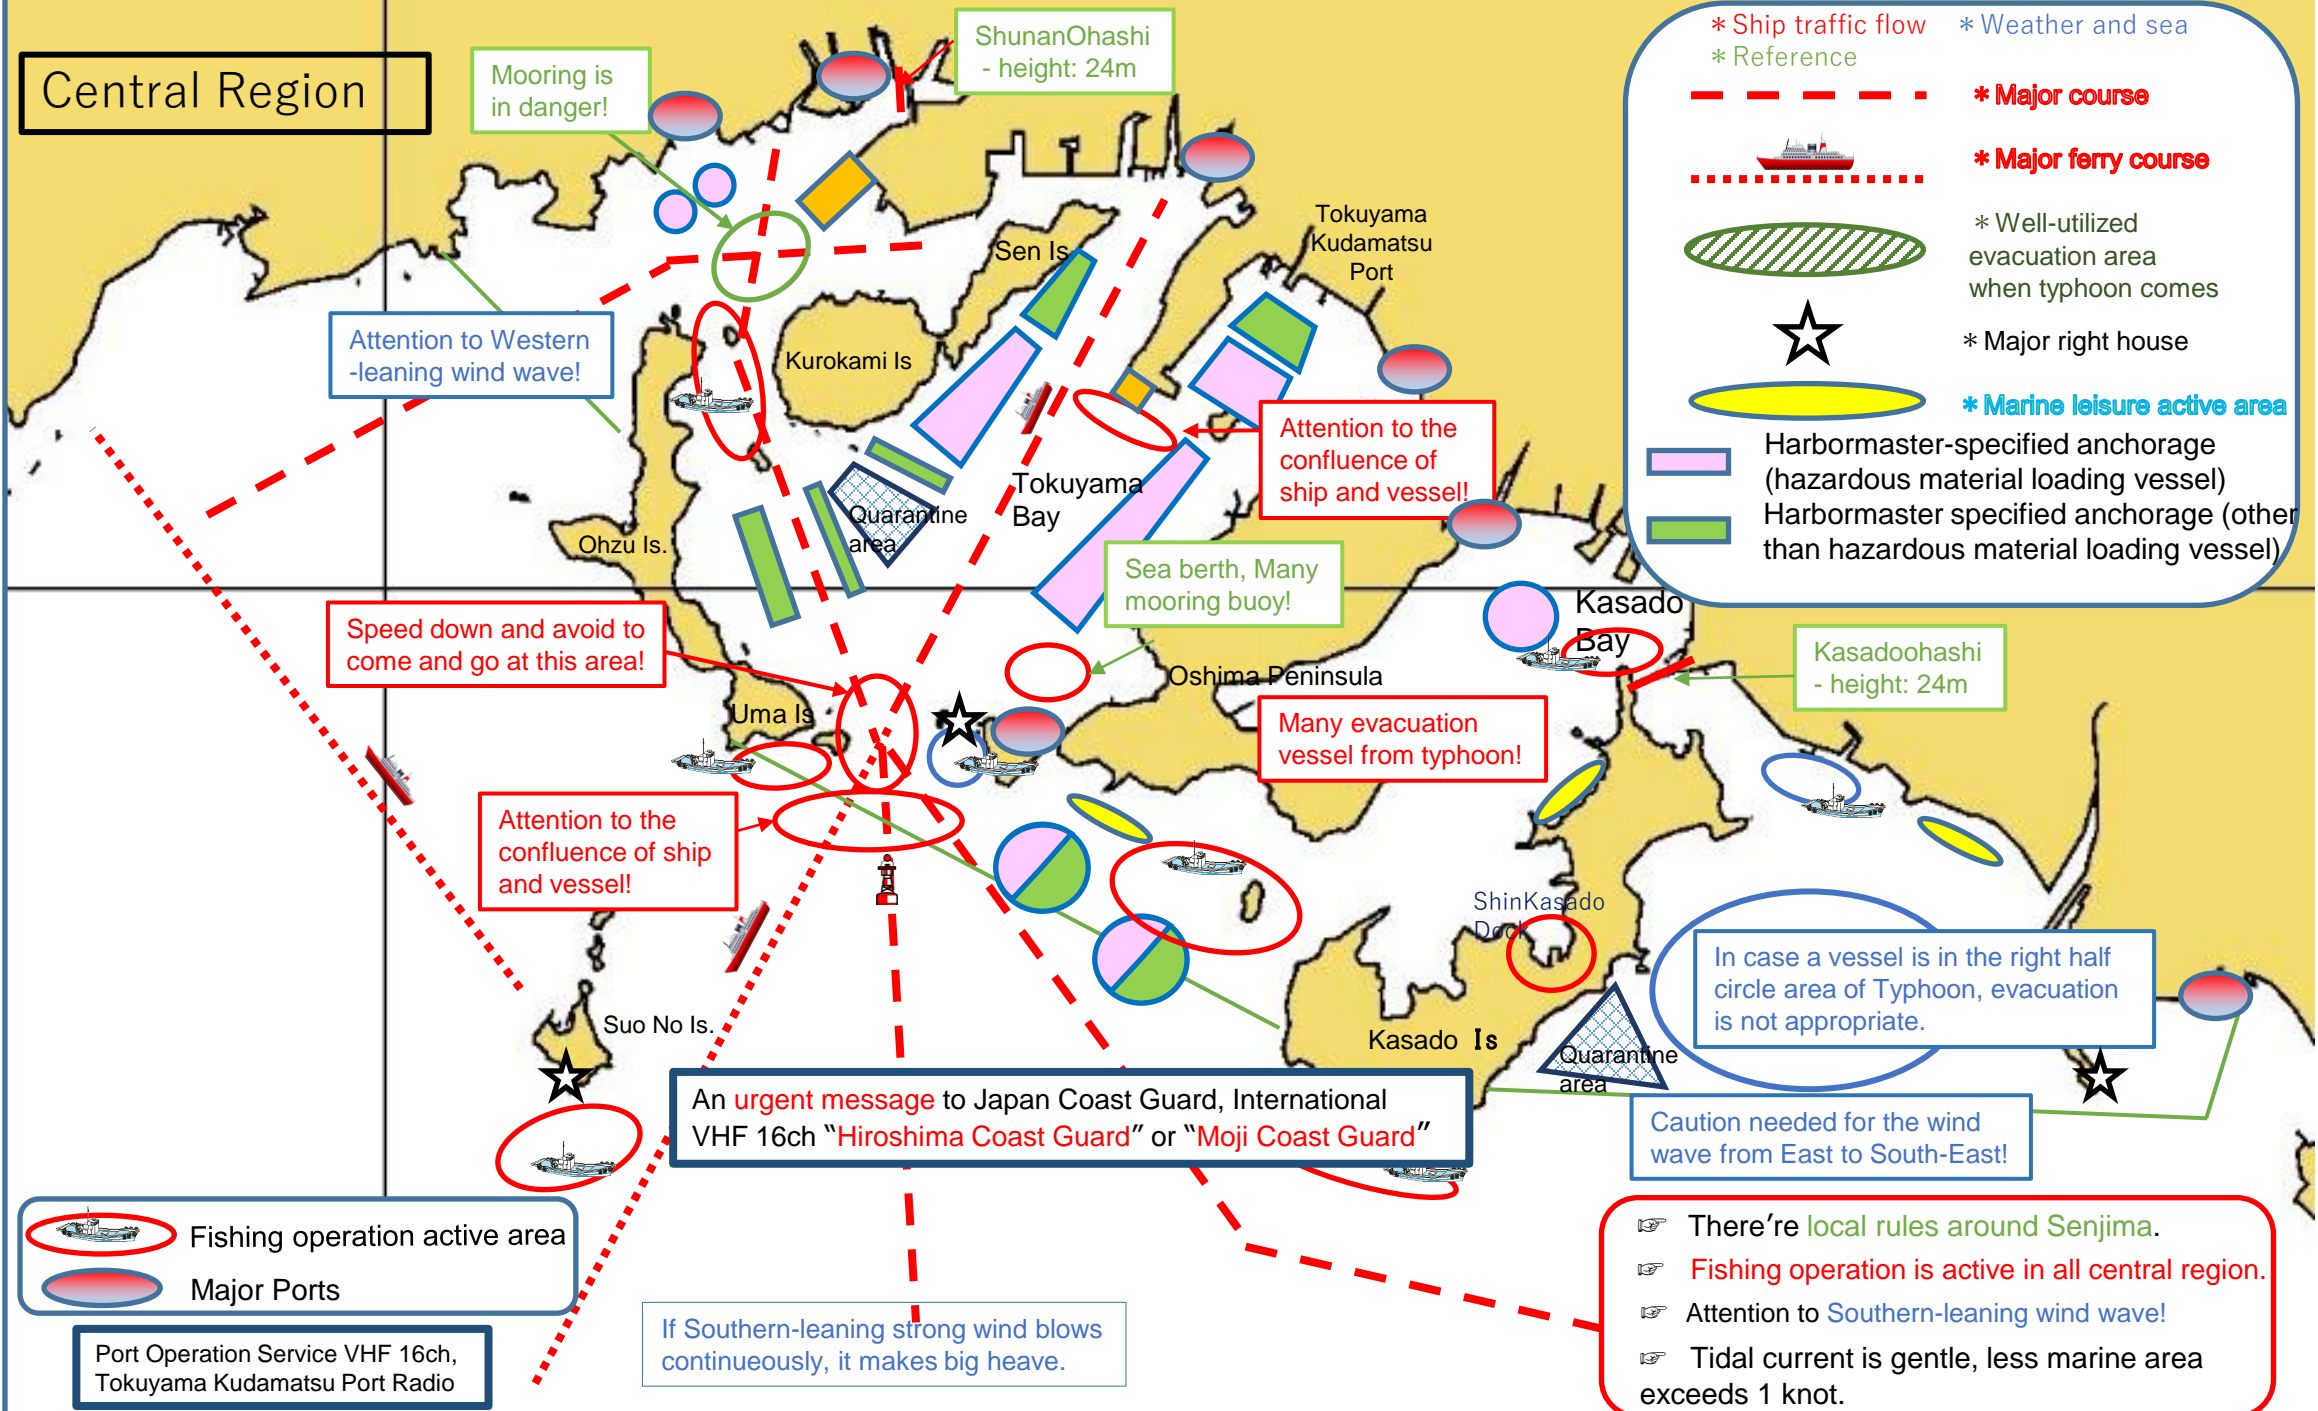 Central Region
Mooring is
in danger!
ShunanOhashi
- height: 24m
* Ship traffic flow
* Weather and sea
* Reference
* Major course
* Major ferry course
* Well-utilized
evacuation area
when typhoon comes
* Major right house
* Marine leisure active area
Harbormaster-specified anchorage
(hazardous material loading vessel)
Harbormaster specified anchorage (other
than hazardous material loading vessel)
Tokuyama
Kudamatsu
Port
Sen Is
Attention to Western
-leaning wind wave!
Kurokami Is
Attention to the
confluence of
ship and vessel!
Tokuyama
Bay
Quarantine
area
Ohzu Is.
Sea berth, Many
mooring buoy!
Kasado
Bay
Speed down and avoid to
come and go at this area!
Kasadoohashi
- height: 24m
Oshima Peninsula
Uma Is
Many evacuation
vessel from typhoon!
Attention to the
confluence of ship
and vessel!
ShinKasado
Dock
In case a vessel is in the right half
circle area of Typhoon, evacuation
is not appropriate.
Suo No Is.
Kasado Is
Quarantine
area
An urgent message to Japan Coast Guard, International
VHF 16ch “Hiroshima Coast Guard” or “Moji Coast Guard”
Caution needed for the wind
wave from East to South-East!
Fishing operation active area
Major Ports
☞ There’re local rules around Senjima.
☞ Fishing operation is active in all central region.
☞ Attention to Southern-leaning wind wave!
☞ Tidal current is gentle, less marine area
exceeds 1 knot.
If Southern-leaning strong wind blows
continueously, it makes big heave.
Port Operation Service VHF 16ch,
Tokuyama Kudamatsu Port Radio